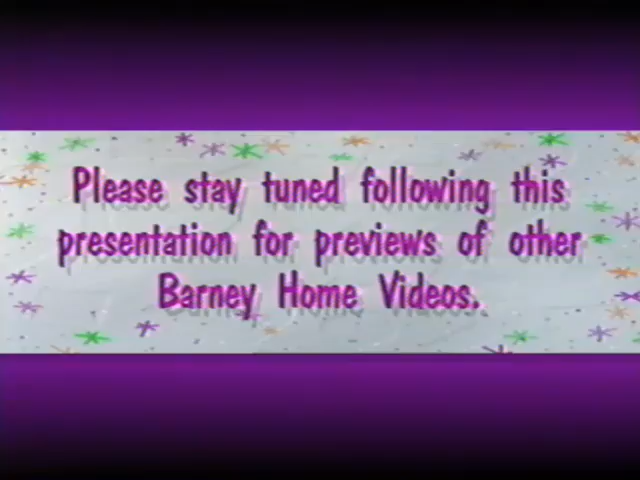 Please stay tuned following this
presentation for previews of other
Barney Home Videos.